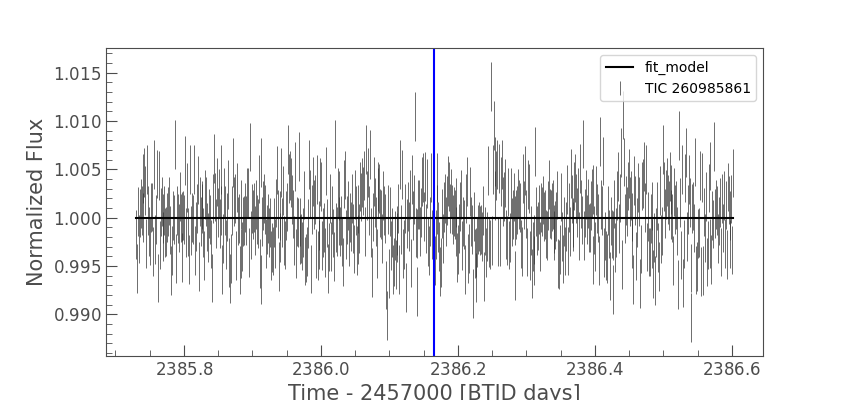 fit_model
TIC 260985861
1.015
1.010
1.005
1.000
0.995
0.990
Normalized Flux
2385.8 2386.0 2386.2 2386.4 2386.6
Time - 2457000 [BTJD days]